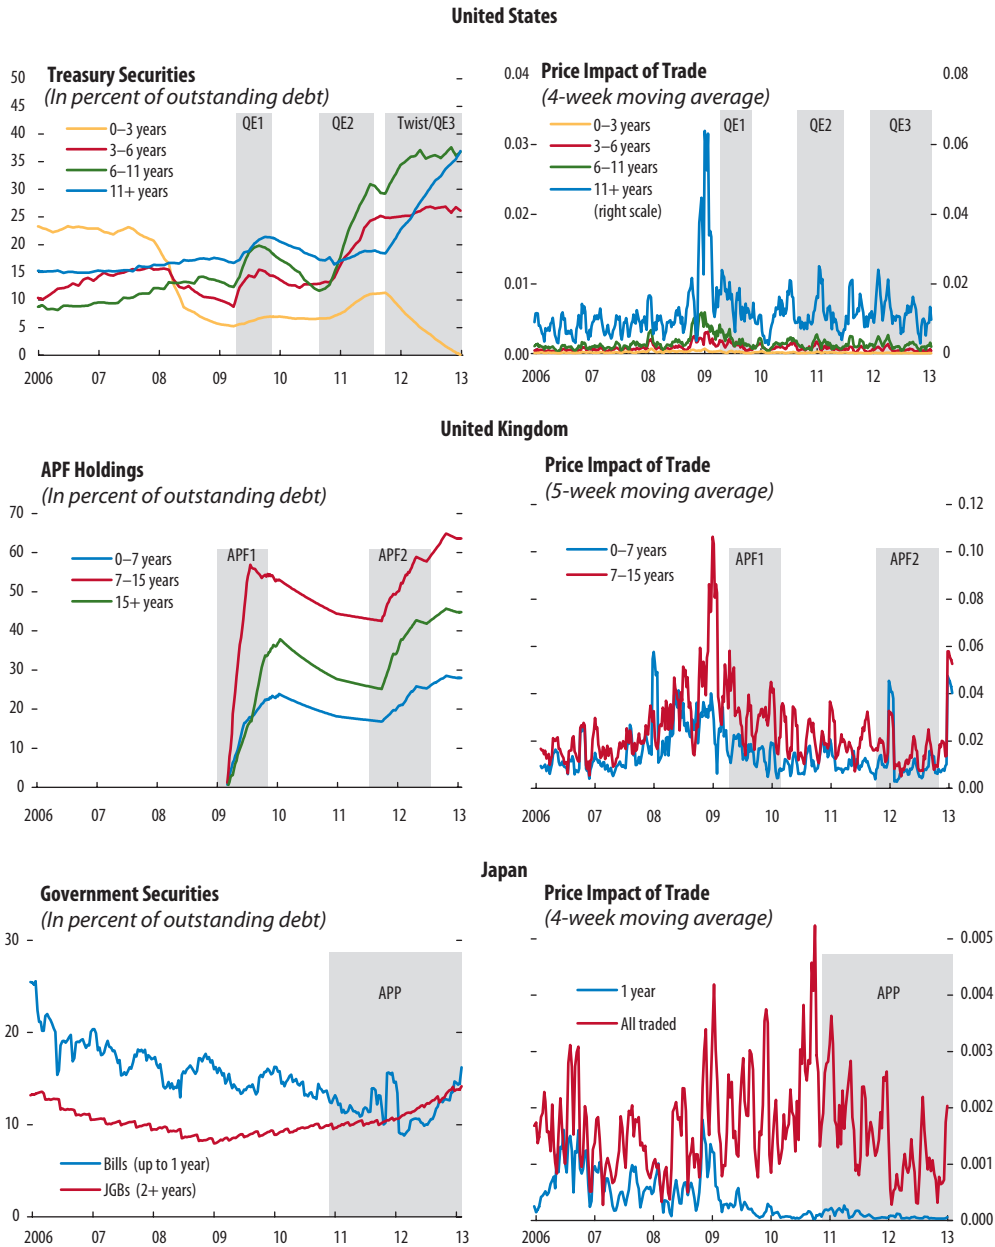 United States
Treasury Securities
(In percent of outstanding debt)
50
45
40
35
30
25
20
15
10
5
0
0–3 years
3–6 years
6–11 years
11+ years
QE1
QE2
Twist/QE3
2006
07
08
09
10
11
12
13
Price Impact of Trade
(4-week moving average)
0.04
0.03
0.02
0.01
0.00
0.08
0.06
0.04
0.02
0
0–3 years
3–6 years
6–11 years
11+ years
(right scale)
QE1
QE2
QE3
2006
07
08
09
10
11
12
13
United Kingdom
APF Holdings
(In percent of outstanding debt)
70
60
50
40
30
20
10
0
0–7 years
7–15 years
15+ years
APF1
APF2
2006
07
08
09
10
11
12
13
Price Impact of Trade
(5-week moving average)
0.12
0.10
0.08
0.06
0.04
0.02
0.00
0–7 years
7–15 years
APF1
APF2
2006
07
08
09
10
11
12
13
Japan
Government Securities
(In percent of outstanding debt)
30
20
10
0
APP
Bills (up to 1 year)
JGBs (2+ years)
2006
07
08
09
10
11
12
13
Price Impact of Trade
(4-week moving average)
0.005
0.004
0.003
0.002
0.001
0.000
1 year
All traded
APP
2006
07
08
09
10
11
12
13